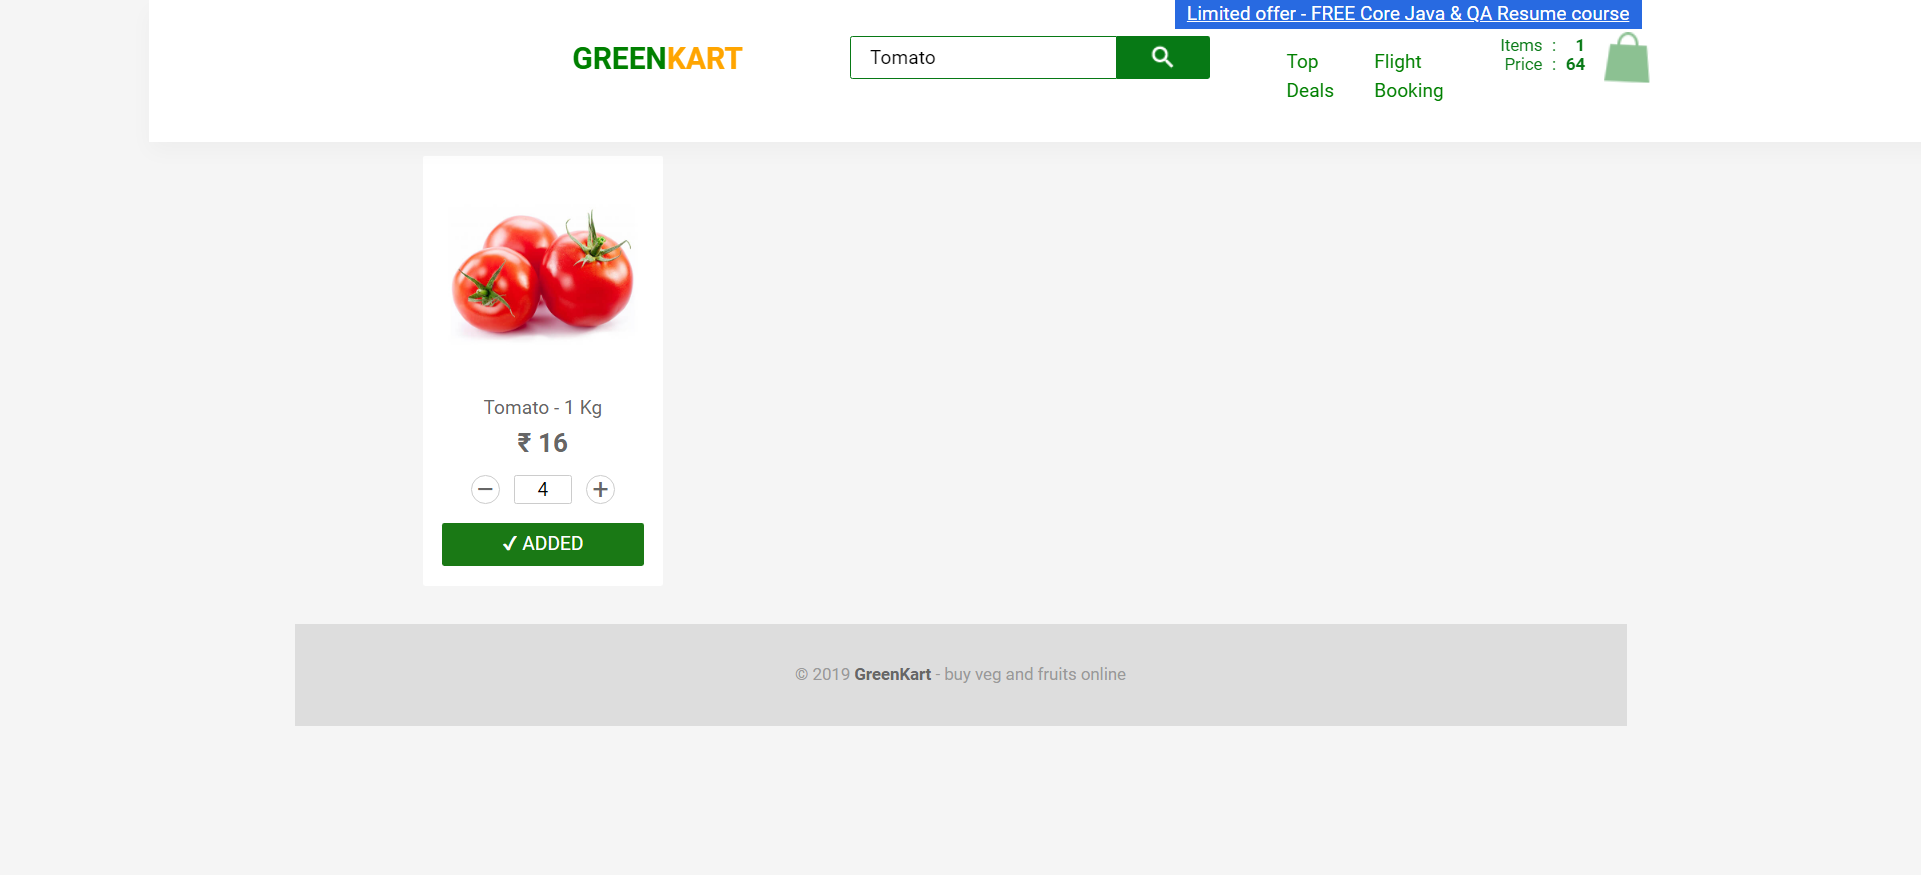 Limited offer - FREE Core Java & QA Resume course
GREENKART
Tomato
Top
Deals
Flight
Booking
Items : 1
Price : 64
Tomato - 1 Kg
₹ 16
4
✓ ADDED
© 2019 GreenKart - buy veg and fruits online